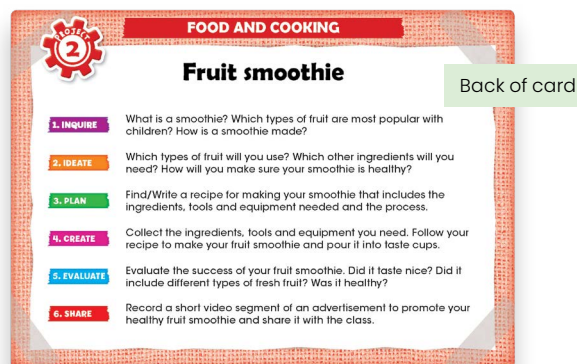 PROJECT
2
FOOD AND COOKING
Fruit smoothie
Back of card
1. INQUIRE
What is a smoothie? Which types of fruit are most popular with
children? How is a smoothie made?
2. IDEATE
Which types of fruit will you use? Which other ingredients will you
need? How will you make sure your smoothie is healthy?
3. PLAN
Find/Write a recipe for making your smoothie that includes the
ingredients, tools and equipment needed and the process.
4. CREATE
Collect the ingredients, tools and equipment you need. Follow your
recipe to make your fruit smoothie and pour it into taste cups.
5. EVALUATE
Evaluate the success of your fruit smoothie. Did it taste nice? Did it
include different types of fresh fruit? Was it healthy?
6. SHARE
Record a short video segment of an advertisement to promote your
healthy fruit smoothie and share it with the class.